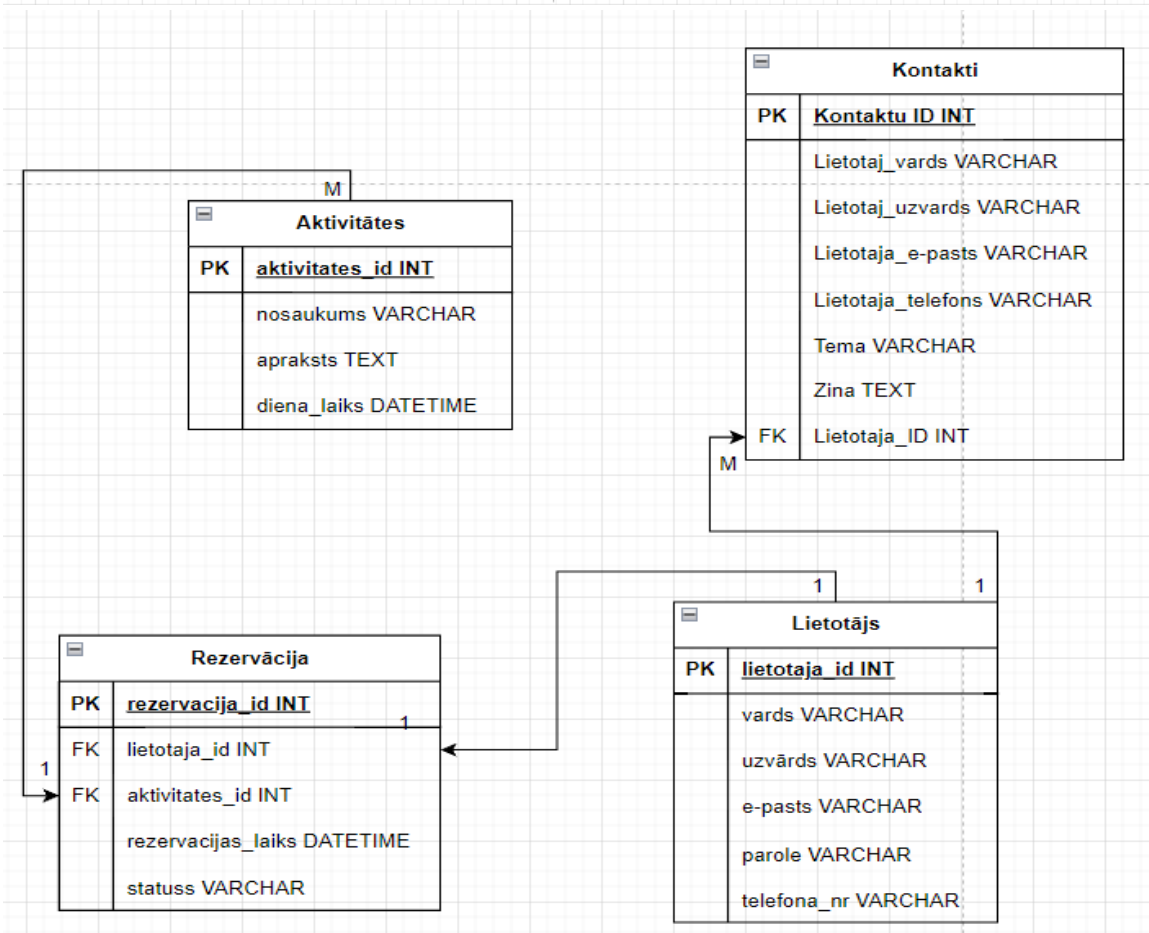 Kontakti
PK Kontaktu ID INT
Lietotaj_vards VARCHAR
Lietotaj_uzvards VARCHAR
Lietotaja_e-pasts VARCHAR
Lietotaja_telefons VARCHAR
Tema VARCHAR
Zina TEXT
FK Lietotaja_ID INT
M
M
Aktivitātes
PK aktivitates_id INT
nosaukums VARCHAR
apraksts TEXT
diena_laiks DATETIME
1
1
Rezervācija
PK rezervacija_id INT
1
FK lietotaja_id INT
1
FK aktivitates_id INT
rezervacijas_laiks DATETIME
statuss VARCHAR
Lietotājs
PK lietotaja_id INT
vards VARCHAR
uzvārds VARCHAR
e-pasts VARCHAR
parole VARCHAR
telefona_nr VARCHAR